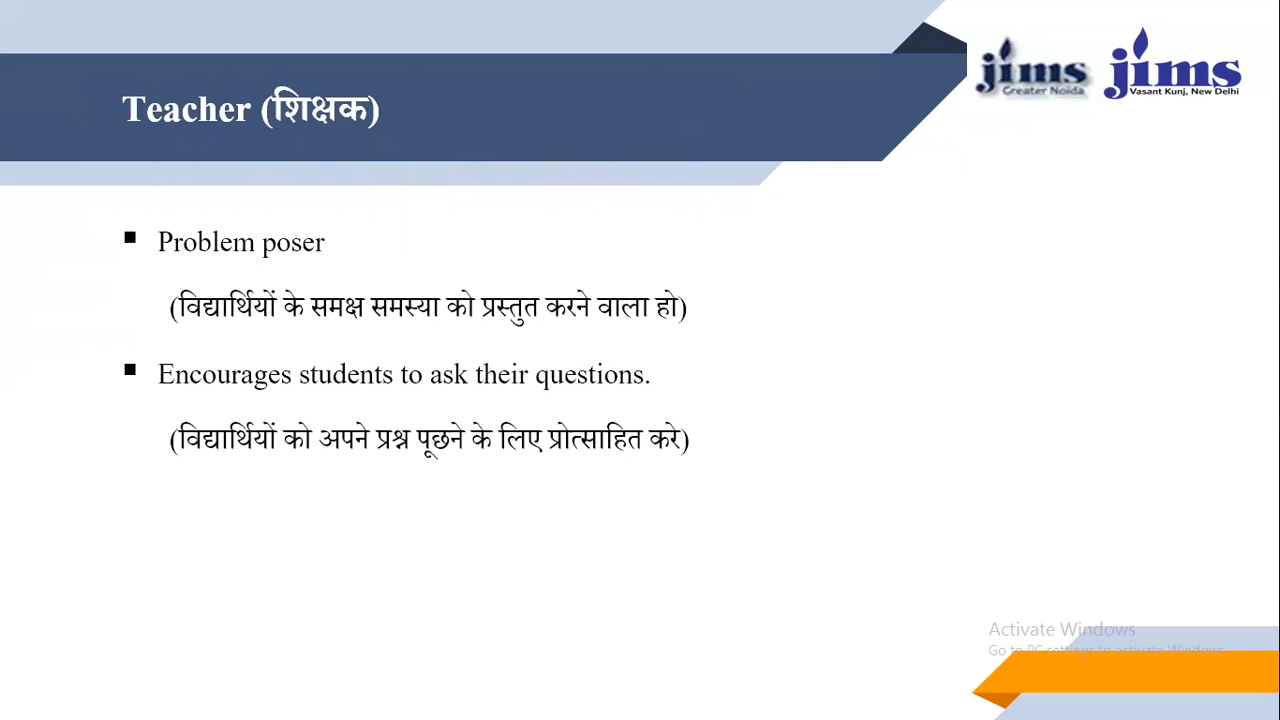 Teacher (शिक्षक)
jims
Greater Noida
jims
Vasant Kunj, New Delhi
Problem poser
(विद्यार्थियों के समक्ष समस्या को प्रस्तुत करने वाला हो)
Encourages students to ask their questions.
(विद्यार्थियों को अपने प्रश्न पूछने के लिए प्रोत्साहित करे)
Activate Windows
Go to PC settings to activate Windows.